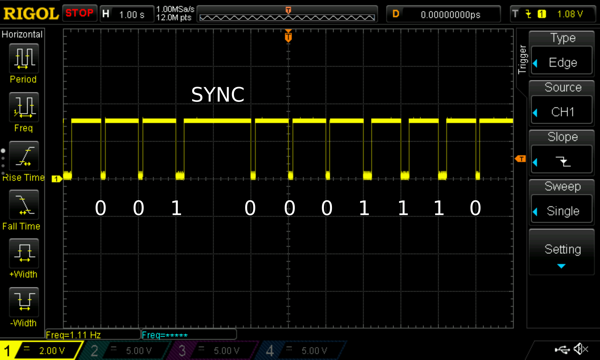 RIGOL STOP H 1.00 s 1.00MSa/s 12.0M pts T D 0.00000000ps T 1 1.08 V
Horizontal
Period
Freq
Rise Time
Fall Time
+Width
-Width
SYNC
0 0 1 0 0 0 1 1 1 0
T
1
T
Trigger
Type
Edge
Source
CH1
Slope
Sweep
Single
Setting
Freq=1.11 Hz Freq=*****
1 = 2.00 V 2 = 5.00 V 3 = 5.00 V 4 = 5.00 V